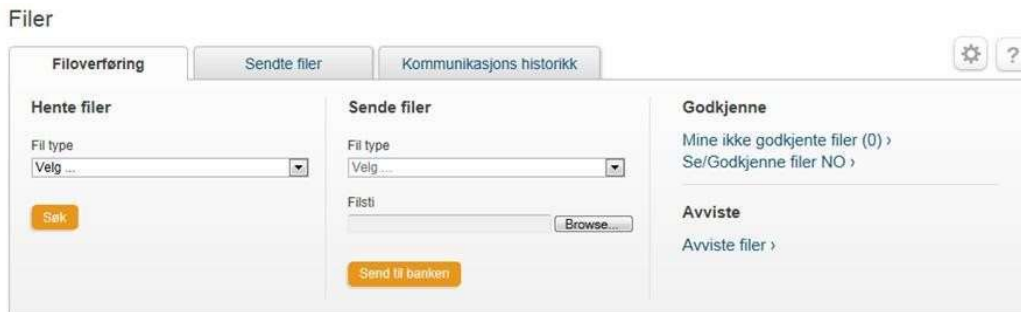 Filer
Filoverføring
Sendte filer
Kommunikasjons historikk
?
Hente filer
Fil type
Velg ...
Søk
Sende filer
Fil type
Velg ...
Filsti
Browse...
Send til banken
Godkjenne
Mine ikke godkjente filer (0) ›
Se/Godkjenne filer NO ›
Avviste
Avviste filer ›